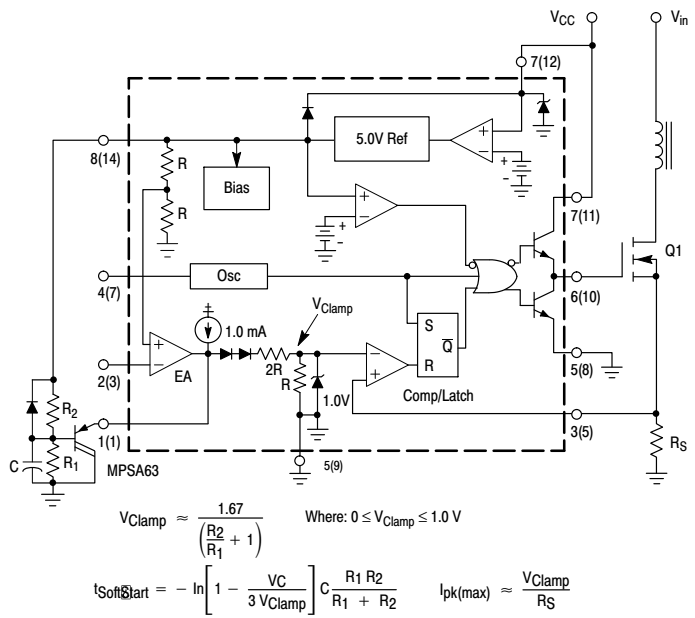 VCC
Vin
7(12)
8(14)
R
Bias
5.0V Ref
+
−
+
-
R
+
−
+
-
7(11)
Q1
4(7)
Osc
6(10)
VClamp
1.0 mA
S
Q
R
2(3)
+
−
EA
2R
R
1.0V
−
+
Comp/Latch
5(8)
3(5)
R2
1(1)
C
R1
MPSA63
5(9)
RS
VClamp ≈ 1.67 / (R2/R1 + 1)
Where: 0 ≤ VClamp ≤ 1.0 V
tSoftStart = − ln[1 − VC / 3 VClamp] C R1 R2 / R1 + R2
Ipk(max) ≈ VClamp / RS